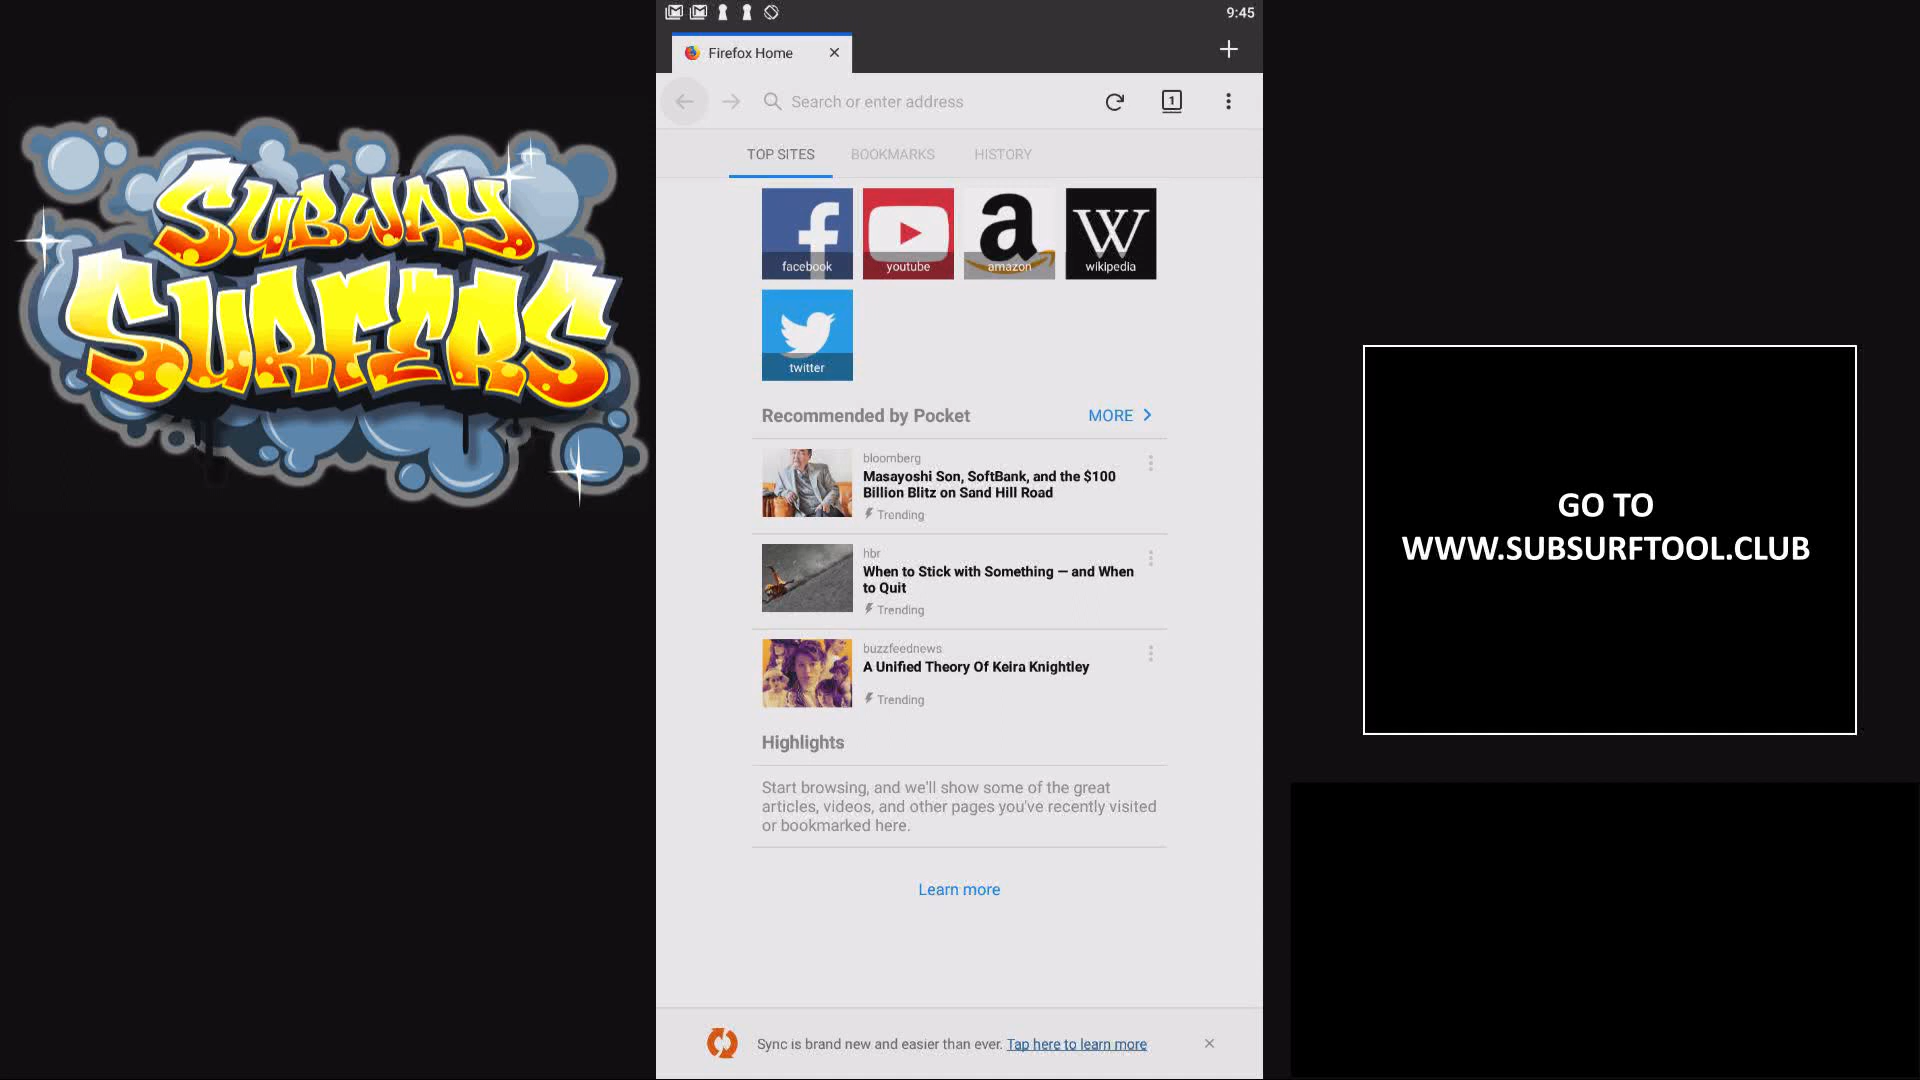 9:45
Firefox Home
Search or enter address
1
TOP SITES
BOOKMARKS
HISTORY
SUBWAY
SURFERS
facebook
youtube
a
amazon
W
wikipedia
twitter
Recommended by Pocket
MORE
bloomberg
Masayoshi Son, SoftBank, and the $100
Billion Blitz on Sand Hill Road
Trending
hbr
When to Stick with Something — and When
to Quit
Trending
buzzfeednews
A Unified Theory Of Keira Knightley
Trending
Highlights
Start browsing, and we'll show some of the great
articles, videos, and other pages you've recently visited
or bookmarked here.
Learn more
Sync is brand new and easier than ever. Tap here to learn more
GO TO
WWW.SUBSURFTOOL.CLUB